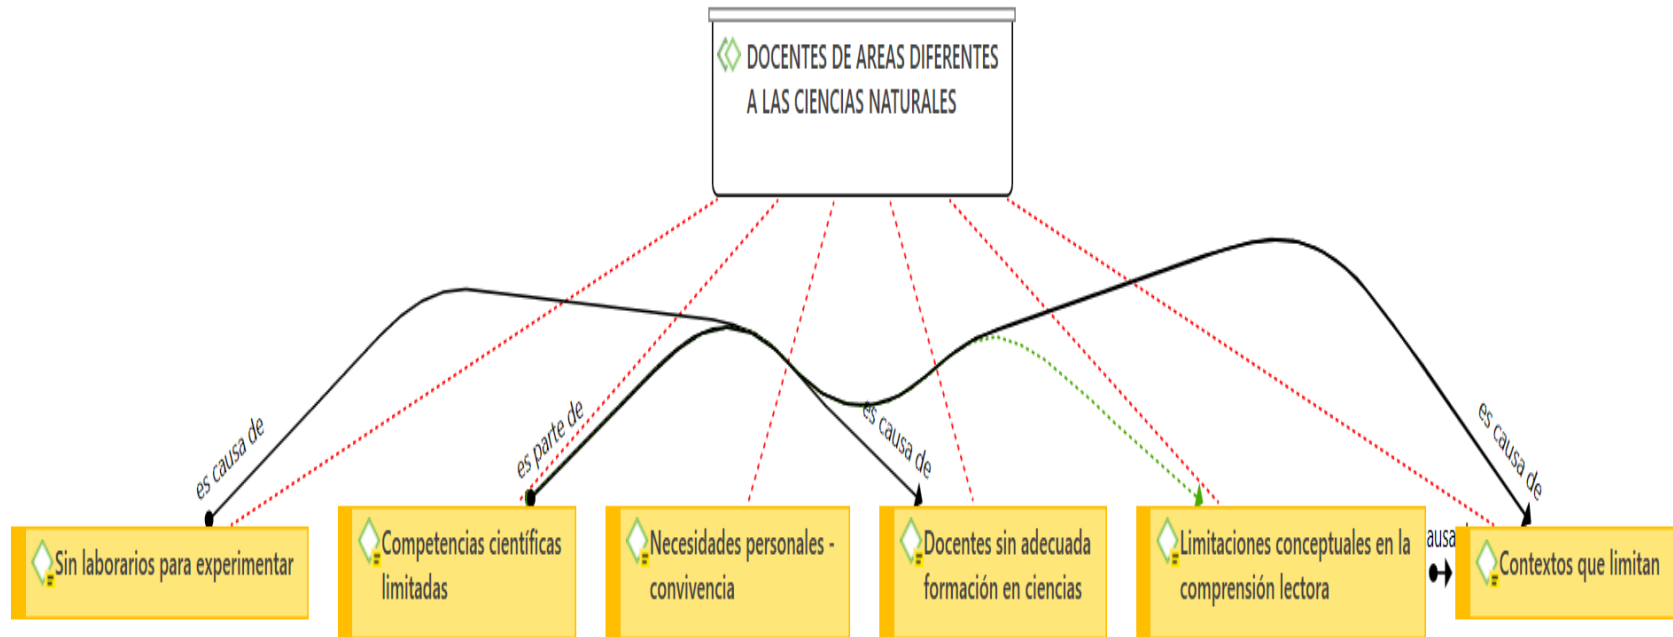 DOCENTES DE AREAS DIFERENTES
A LAS CIENCIAS NATURALES
es causa de
es parte de
es causa de
es causa de
Sin laborarios para experimentar
Competencias científicas
limitadas
Necesidades personales -
convivencia
Docentes sin adecuada
formación en ciencias
Limitaciones conceptuales en la
comprensión lectora
Contextos que limitan